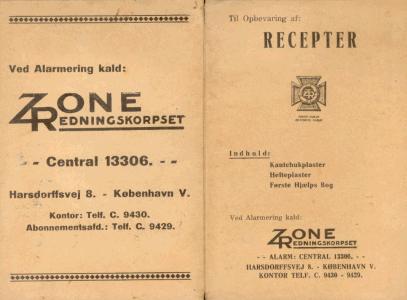 Ved Alarmering kald:
ZONE
REDNINGSKORPSET
- - Central 13306. - -
Harsdorffsvej 8. - København V.
Kontor: Telf. C. 9430.
Abonnementsafd.: Telf. C. 9429.
Til Opbevaring af:
RECEPTER
Indhold:
Kautchukplaster
Hefteplaster
Første Hjælps Bog
Ved Alarmering kald:
ZONE
REDNINGSKORPSET
- - ALARM: CENTRAL 13306. - -
HARSDORFFSVEJ 8. - KØBENHAVN V.
KONTOR TELF. C. 9430 - 9429.